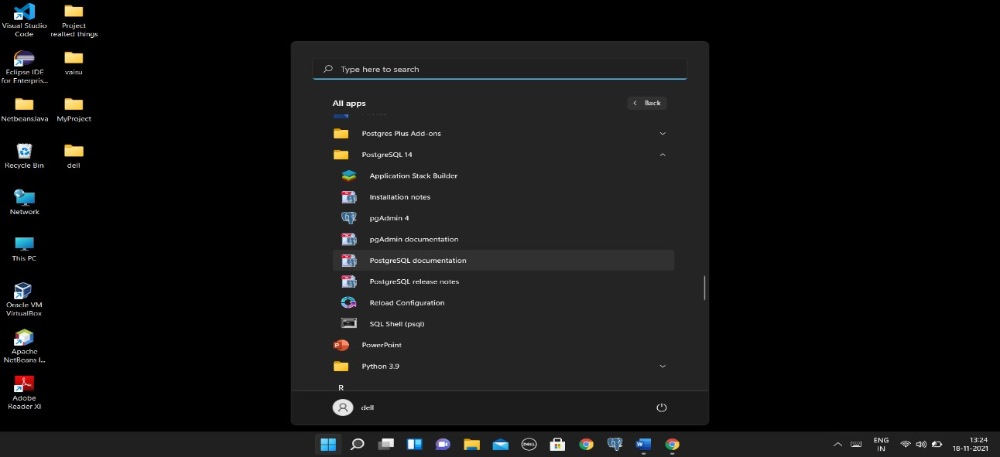 Visual Studio
Code
Project
realted things
Eclipse IDE
for Enterpris...
vaisu
NetbeansJava
MyProject
Recycle Bin
dell
Network
This PC
Oracle VM
VirtualBox
Apache
NetBeans I...
Adobe
Reader XI
Type here to search
All apps
Back
Postgres Plus Add-ons
PostgreSQL 14
Application Stack Builder
Installation notes
pgAdmin 4
pgAdmin documentation
PostgreSQL documentation
PostgreSQL release notes
Reload Configuration
SQL Shell (psql)
PowerPoint
Python 3.9
R
dell
ENG
IN
13:24
18-11-2021